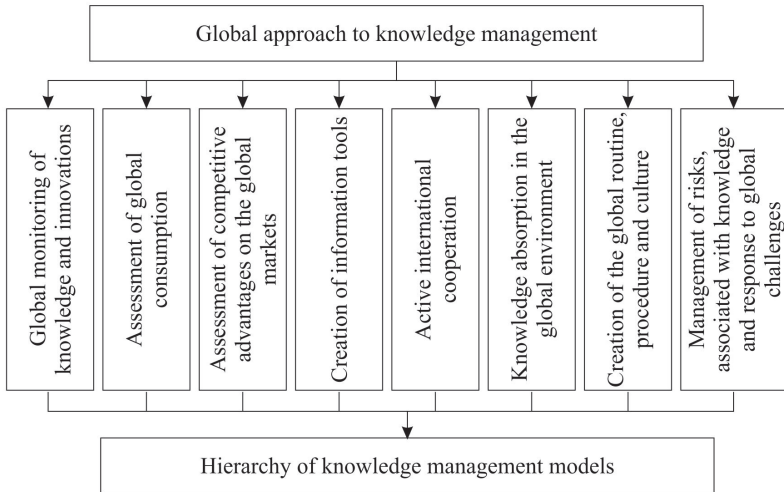 Global approach to knowledge management
Global monitoring of
knowledge and innovations
Assessment of global
consumption
Assessment of competitive
advantages on the global
markets
Creation of information tools
Active international
cooperation
Knowledge absorption in the
global environment
Creation of the global routine,
procedure and culture
Management of risks,
associated with knowledge
and response to global
challenges
Hierarchy of knowledge management models